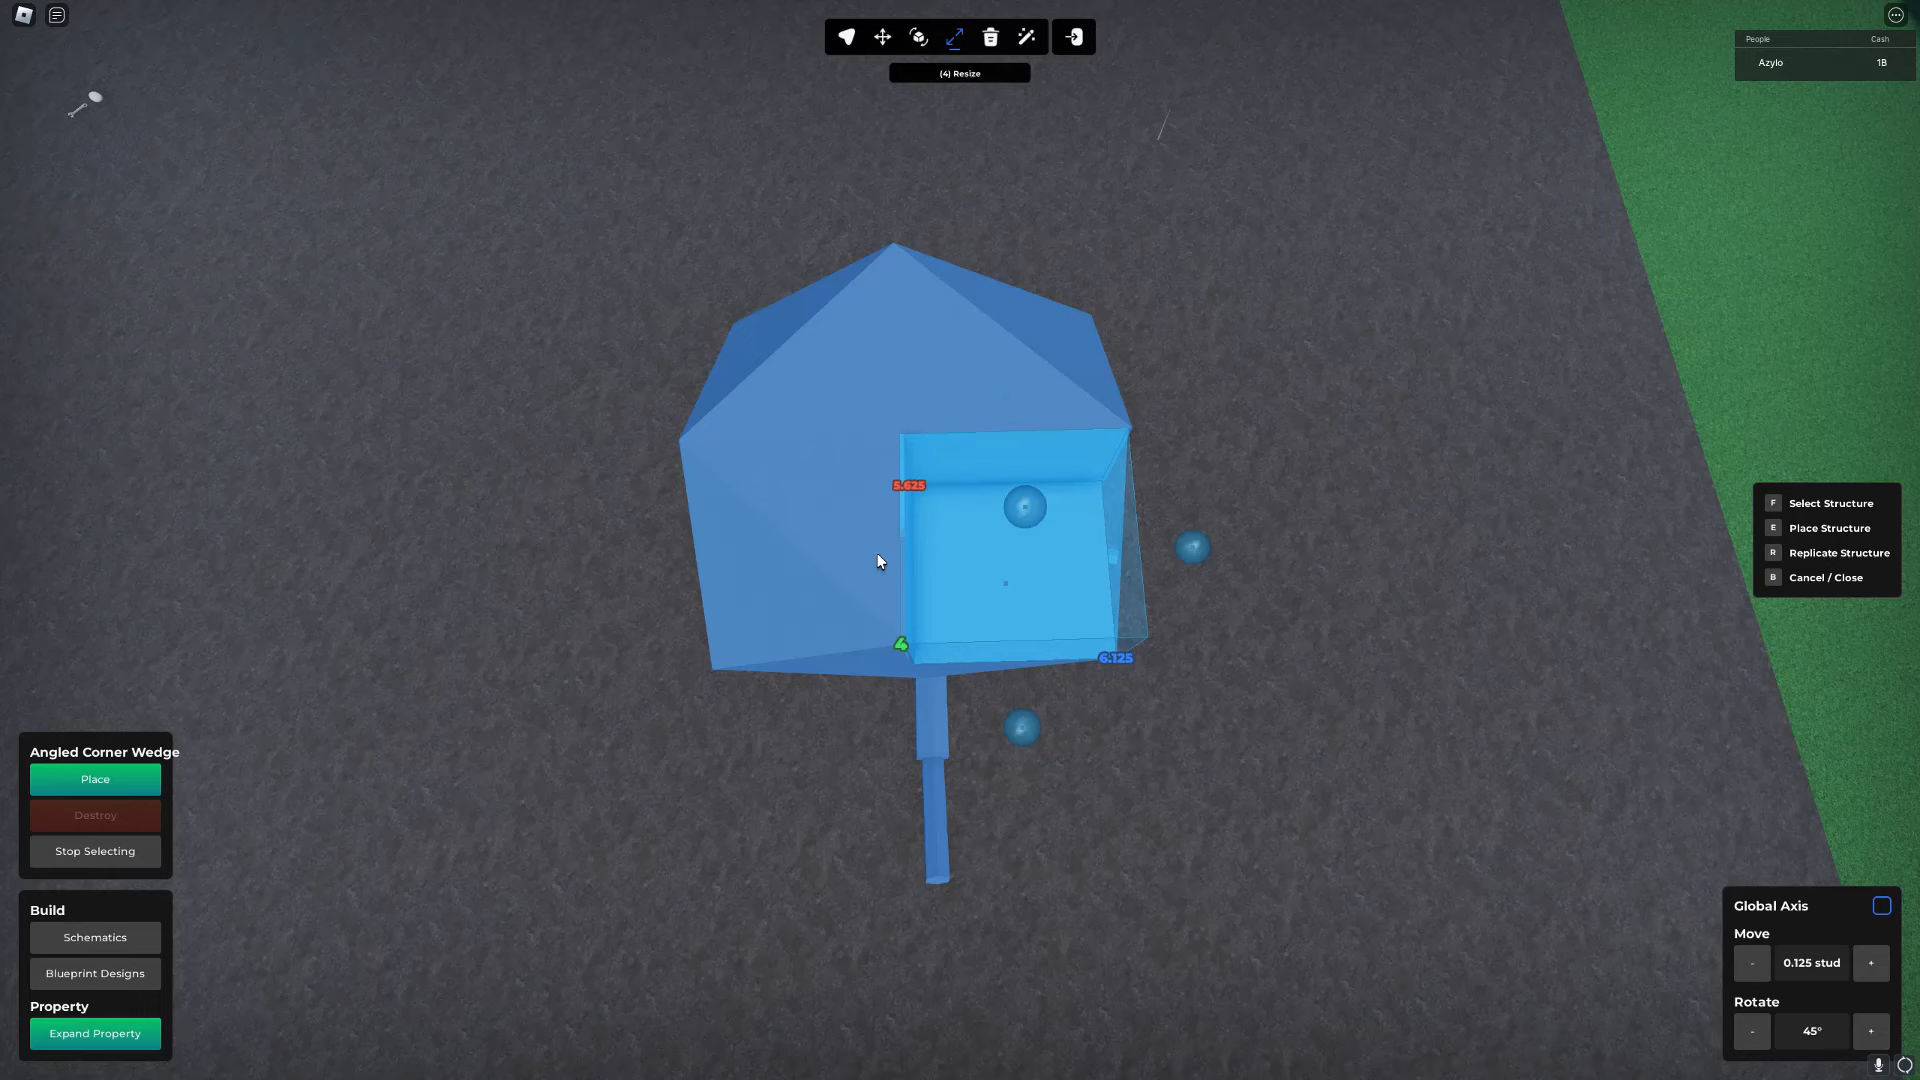 (4) Resize
People Cash
Azylo 1B
5.625
4
6.125
F Select Structure
E Place Structure
R Replicate Structure
B Cancel / Close
Angled Corner Wedge
Place
Destroy
Stop Selecting
Build
Schematics
Blueprint Designs
Property
Expand Property
Global Axis
Move
- 0.125 stud +
Rotate
- 45° +